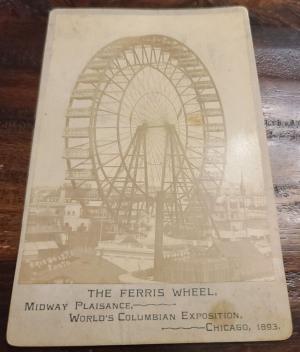 THE FERRIS WHEEL,
MIDWAY PLAISANCE,
WORLD'S COLUMBIAN EXPOSITION,
CHICAGO, 1893.